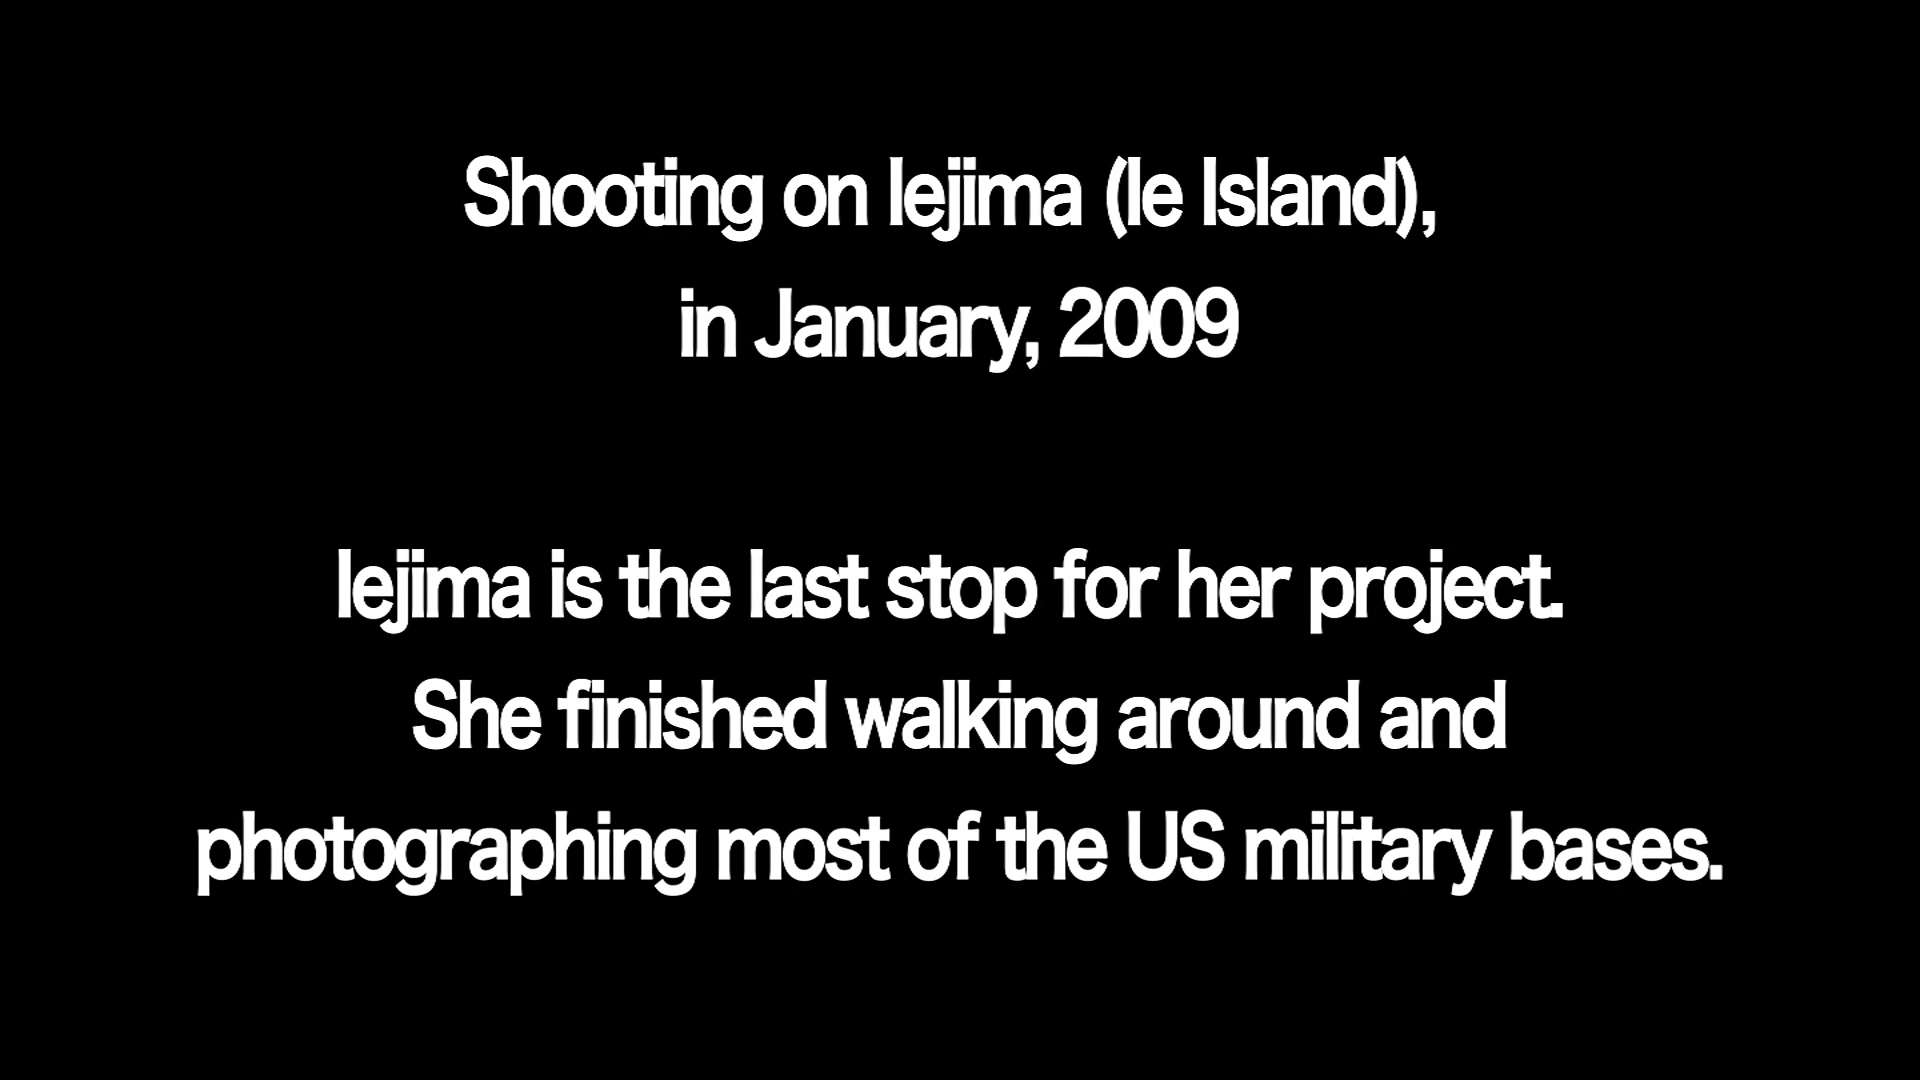 Shooting on Iejima (Ie Island),
in January, 2009
Iejima is the last stop for her project.
She finished walking around and
photographing most of the US military bases.